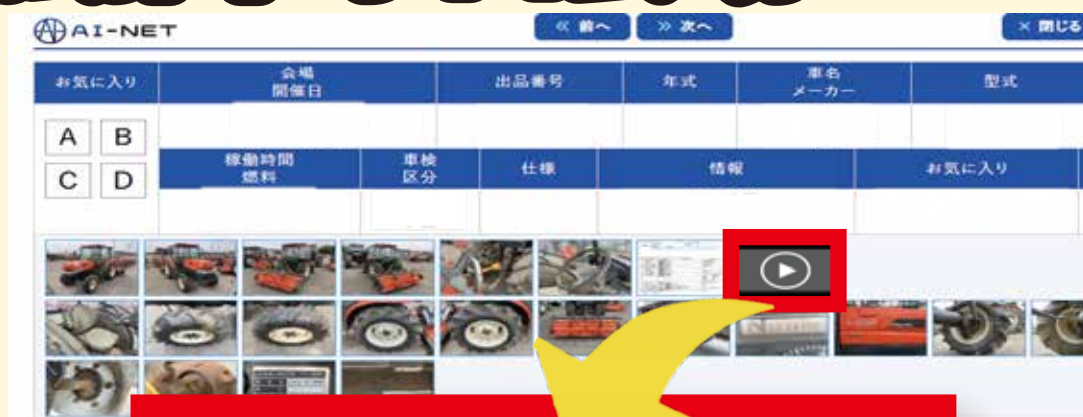 AI-NET
≪ 前へ
≫ 次へ
× 閉じる
お気に入り
会場
開催日
出品番号
年式
車名
メーカー
型式
A B
C D
稼働時間
燃料
車検
区分
仕様
情報
お気に入り